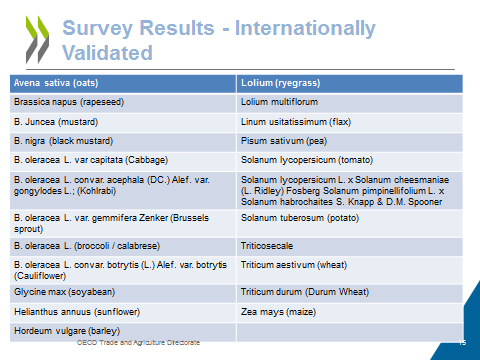 Survey Results - Internationally
Validated
Avena sativa (oats)
Lolium (ryegrass)
Brassica napus (rapeseed)
Lolium multiflorum
B. Juncea (mustard)
Linum usitatissimum (flax)
B. nigra (black mustard)
Pisum sativum (pea)
B. oleracea L. var capitata (Cabbage)
Solanum lycopersicum (tomato)
B. oleracea L. convar. acephala (DC.) Alef. var.
gongylodes L.; (Kohlrabi)
Solanum lycopersicum L. x Solanum cheesmaniae
(L. Ridley) Fosberg Solanum pimpinellifolium L. x
Solanum habrochaites S. Knapp & D.M. Spooner
B. oleracea L. var. gemmifera Zenker (Brussels
sprout)
Solanum tuberosum (potato)
B. oleracea L. (broccoli / calabrese)
Triticosecale
B. oleracea L. convar. botrytis (L.) Alef. var. botrytis
(Cauliflower)
Triticum aestivum (wheat)
Glycine max (soyabean)
Triticum durum (Durum Wheat)
Helianthus annuus (sunflower)
Zea mays (maize)
Hordeum vulgare (barley)
OECD Trade and Agriculture Directorate
15